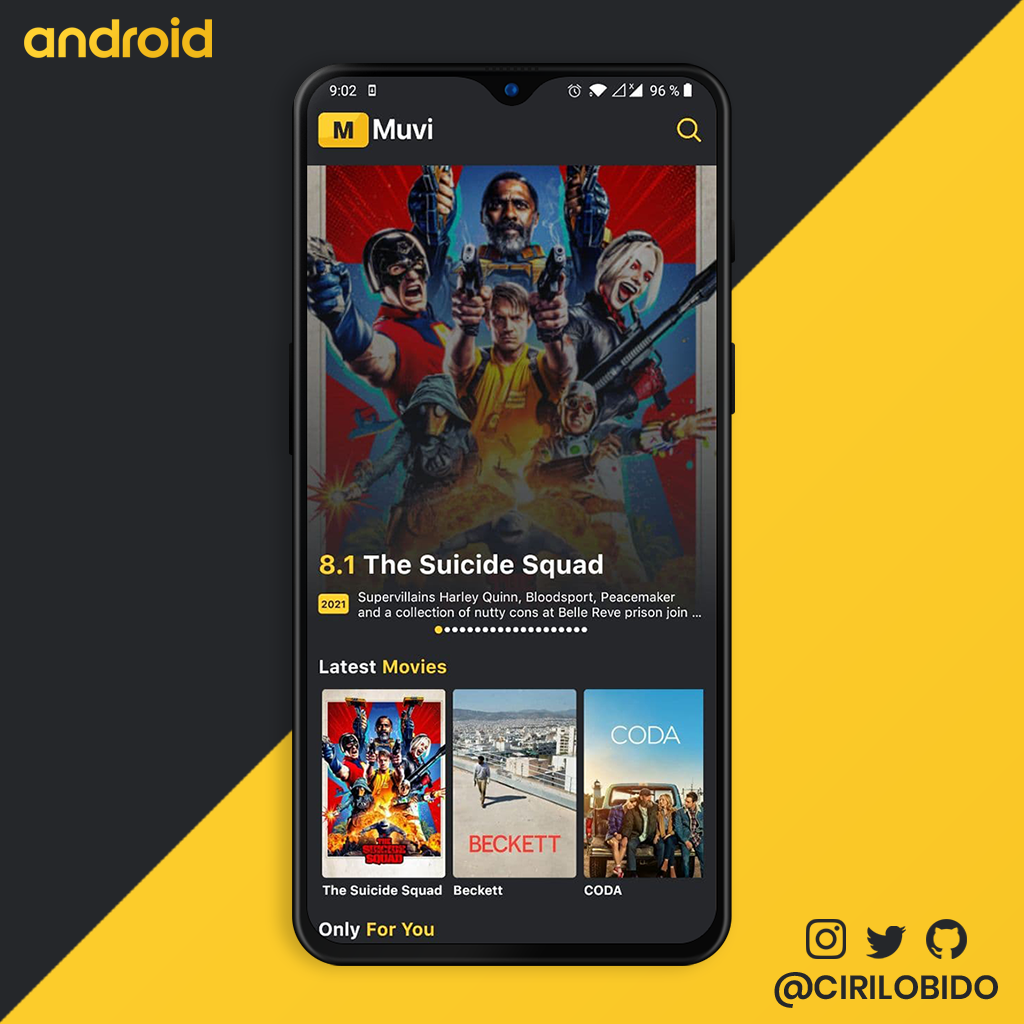 android
9:02
96 %
M Muvi
8.1 The Suicide Squad
2021
Supervillains Harley Quinn, Bloodsport, Peacemaker
and a collection of nutty cons at Belle Reve prison join ...
Latest Movies
THE
SUICIDE
SQUAD
BECKETT
CODA
The Suicide Squad
Beckett
CODA
Only For You
@CIRILOBIDO